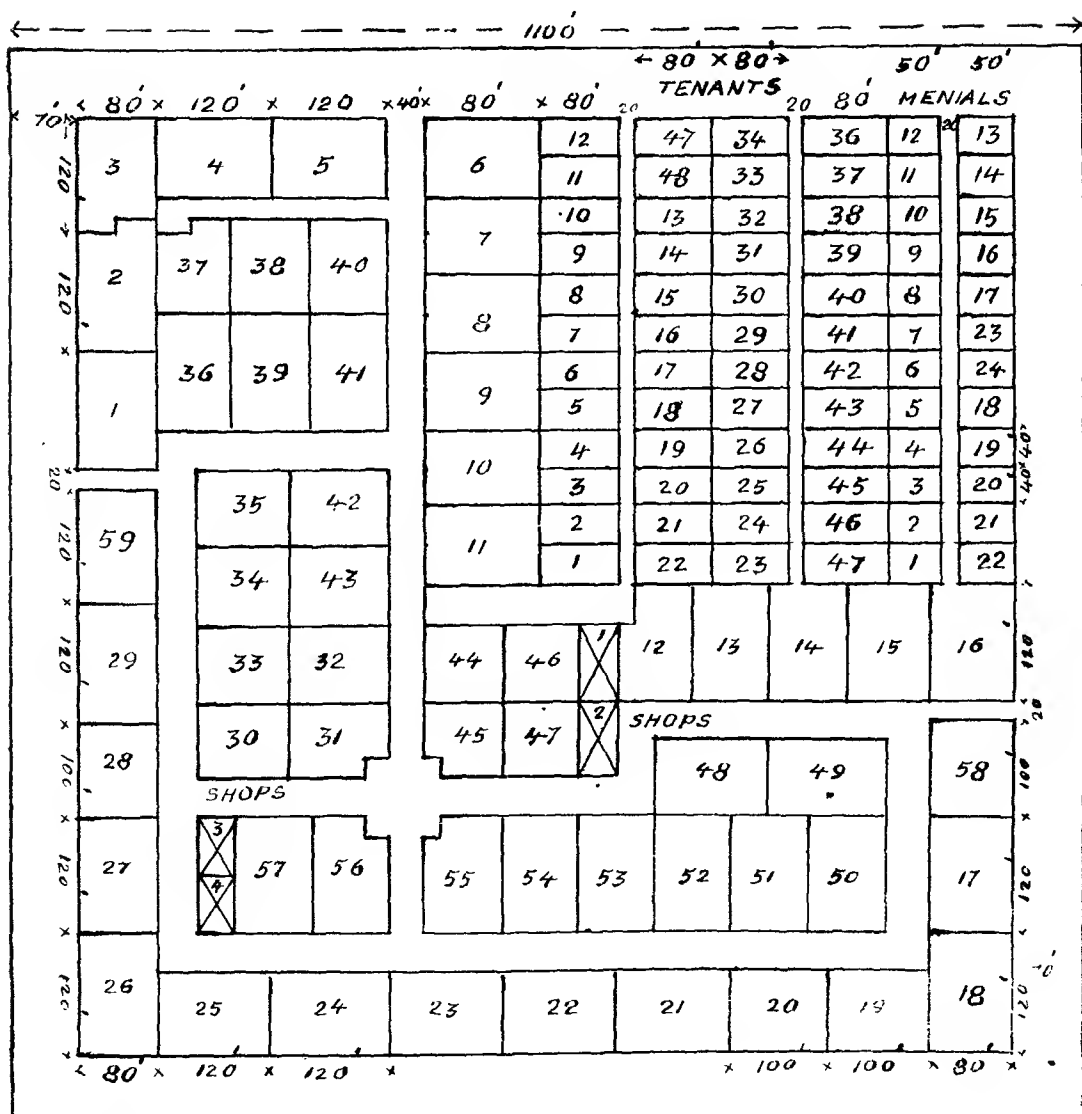 1100'
← 80' × 80' → 50' 50'
TENANTS
80' × 120' × 120 × 40' × 80' × 80' 20 20 80' MENIALS
70' 20
3 4 5 6 12 47 34 36 12 13
120 11 48 33 37 11 14
10 13 32 38 10 15
7 9 14 31 39 9 16
2 37 38 40
120 8 8 15 30 40 8 17
7 16 29 41 7 23
36 39 41 9 6 17 28 42 6 24
1 5 18 27 43 5 18
10 4 19 26 44 4 19 40' × 40'
20 35 42 3 20 25 45 3 20
120 59 11 2 21 24 46 2 21
34 43 1 22 23 47 1 22
120 29 33 32 44 46 1 12 13 14 15 16 120
20
2 SHOPS
100 28 30 31 45 47 48 49 58 100
SHOPS
120 27 3 57 56 55 54 53 52 51 50 17 120
4
120 26 25 24 23 22 21 20 19 18 120 70'
80' × 120' × 120' × × 100' × 100' × 80' ×